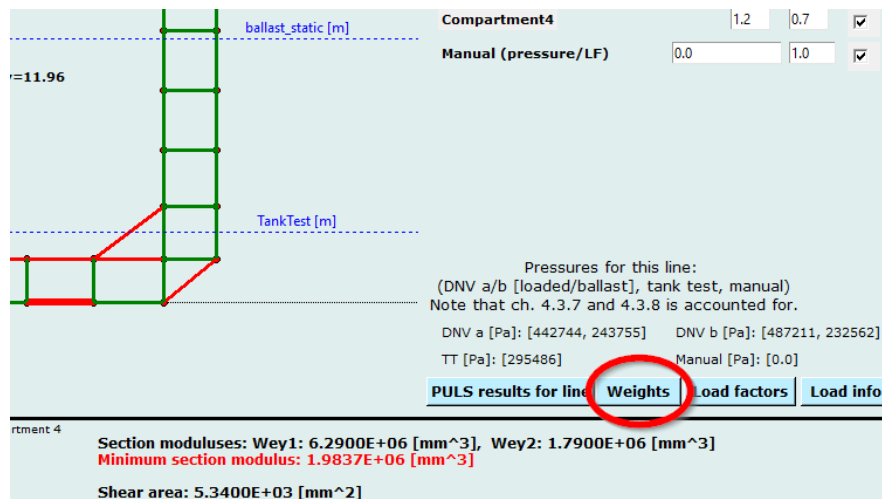 ballast_static [m]
Compartment4 1.2 0.7
Manual (pressure/LF) 0.0 1.0
=11.96
TankTest [m]
Pressures for this line:
(DNV a/b [loaded/ballast], tank test, manual)
Note that ch. 4.3.7 and 4.3.8 is accounted for.
DNV a [Pa]: [442744, 243755] DNV b [Pa]: [487211, 232562]
TT [Pa]: [295486] Manual [Pa]: [0.0]
PULS results for line Weights Load factors Load info
rtment 4
Section moduluses: Wey1: 6.2900E+06 [mm^3], Wey2: 1.7900E+06 [mm^3]
Minimum section modulus: 1.9837E+06 [mm^3]
Shear area: 5.3400E+03 [mm^2]